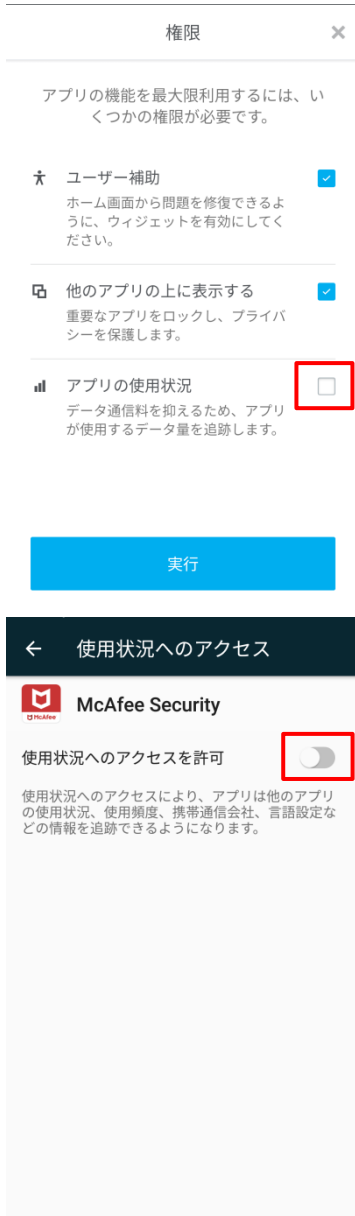 権限
アプリの機能を最大限利用するには、い
くつかの権限が必要です。
ユーザー補助
ホーム画面から問題を修復できるよ
うに、ウィジェットを有効にしてく
ださい。
他のアプリの上に表示する
重要なアプリをロックし、プライバ
シーを保護します。
アプリの使用状況
データ通信料を抑えるため、アプリ
が使用するデータ量を追跡します。
実行
使用状況へのアクセス
McAfee
McAfee Security
使用状況へのアクセスを許可
使用状況へのアクセスにより、アプリは他のアプリ
の使用状況、使用頻度、携帯通信会社、言語設定な
どの情報を追跡できるようになります。